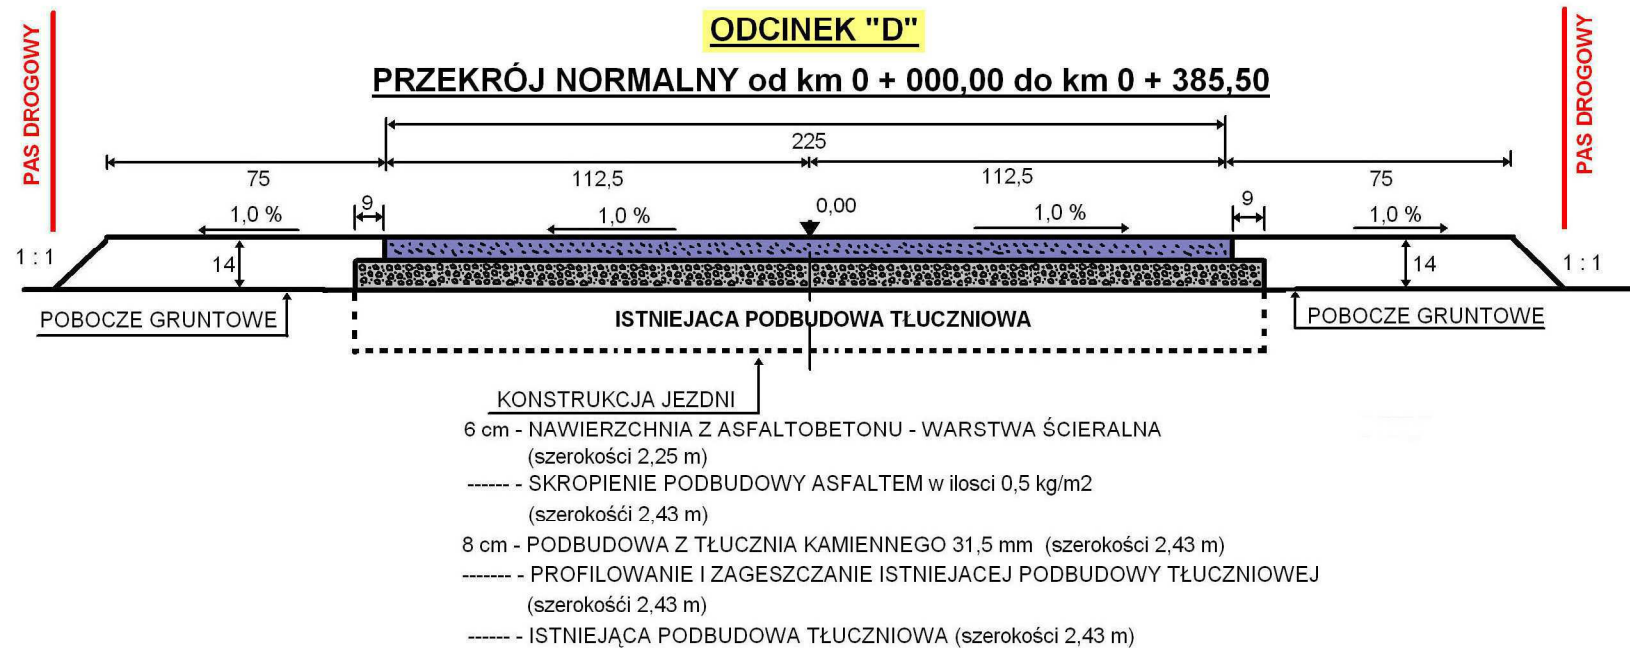 ODCINEK "D"
PRZEKRÓJ NORMALNY od km 0 + 000,00 do km 0 + 385,50
PAS DROGOWY
PAS DROGOWY
225
75
112,5
112,5
75
9
1,0 %
1,0 %
0,00
1,0 %
9
1,0 %
1 : 1
14
14
1 : 1
POBOCZE GRUNTOWE
ISTNIEJACA PODBUDOWA TŁUCZNIOWA
POBOCZE GRUNTOWE
KONSTRUKCJA JEZDNI
6 cm - NAWIERZCHNIA Z ASFALTOBETONU - WARSTWA ŚCIERALNA
(szerokości 2,25 m)
------ - SKROPIENIE PODBUDOWY ASFALTEM w ilosci 0,5 kg/m2
(szerokośći 2,43 m)
8 cm - PODBUDOWA Z TŁUCZNIA KAMIENNEGO 31,5 mm (szerokości 2,43 m)
------- - PROFILOWANIE I ZAGESZCZANIE ISTNIEJACEJ PODBUDOWY TŁUCZNIOWEJ
(szerokośći 2,43 m)
------ - ISTNIEJĄCA PODBUDOWA TŁUCZNIOWA (szerokości 2,43 m)